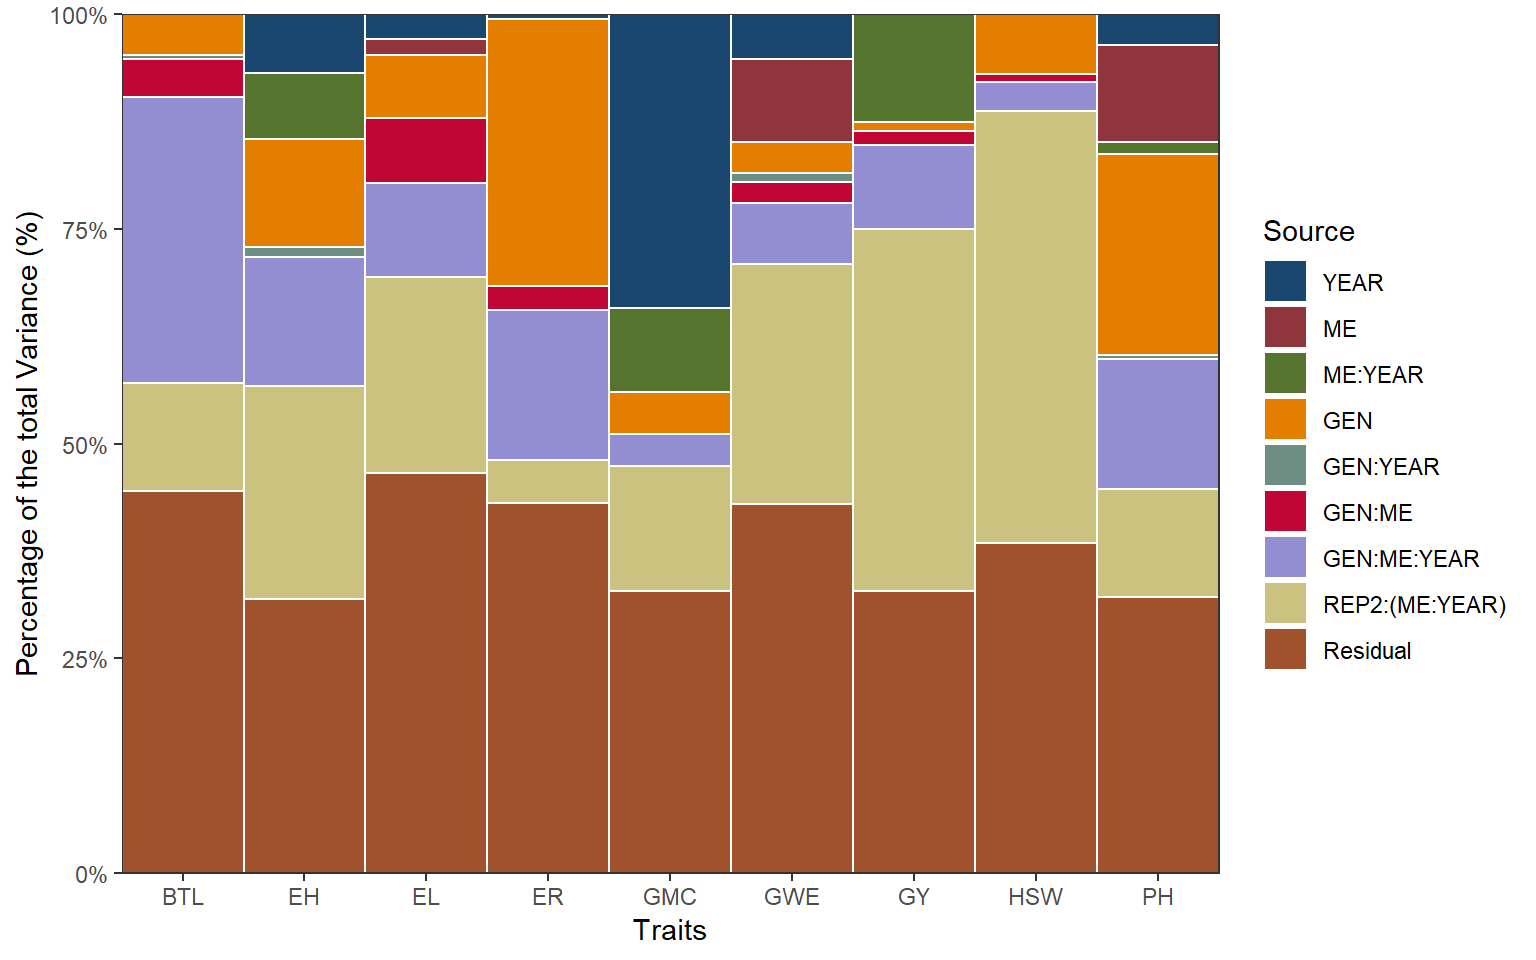 Percentage of the total Variance (%)
100%
75%
50%
25%
0%
BTL EH EL ER GMC GWE GY HSW PH
Traits
Source
YEAR
ME
ME:YEAR
GEN
GEN:YEAR
GEN:ME
GEN:ME:YEAR
REP2:(ME:YEAR)
Residual